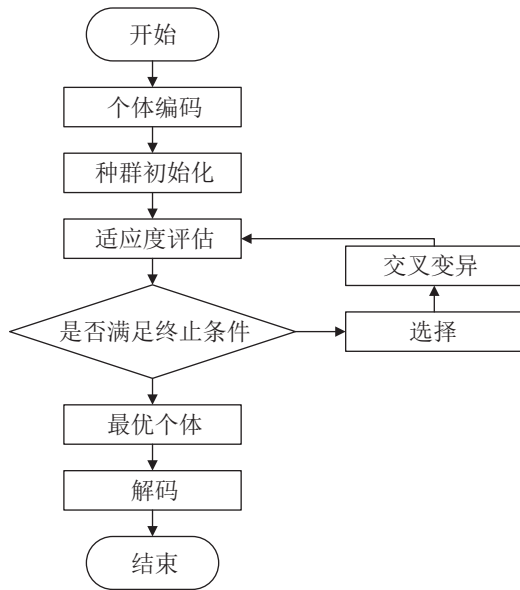 开始
个体编码
种群初始化
适应度评估
交叉变异
是否满足终止条件
选择
最优个体
解码
结束